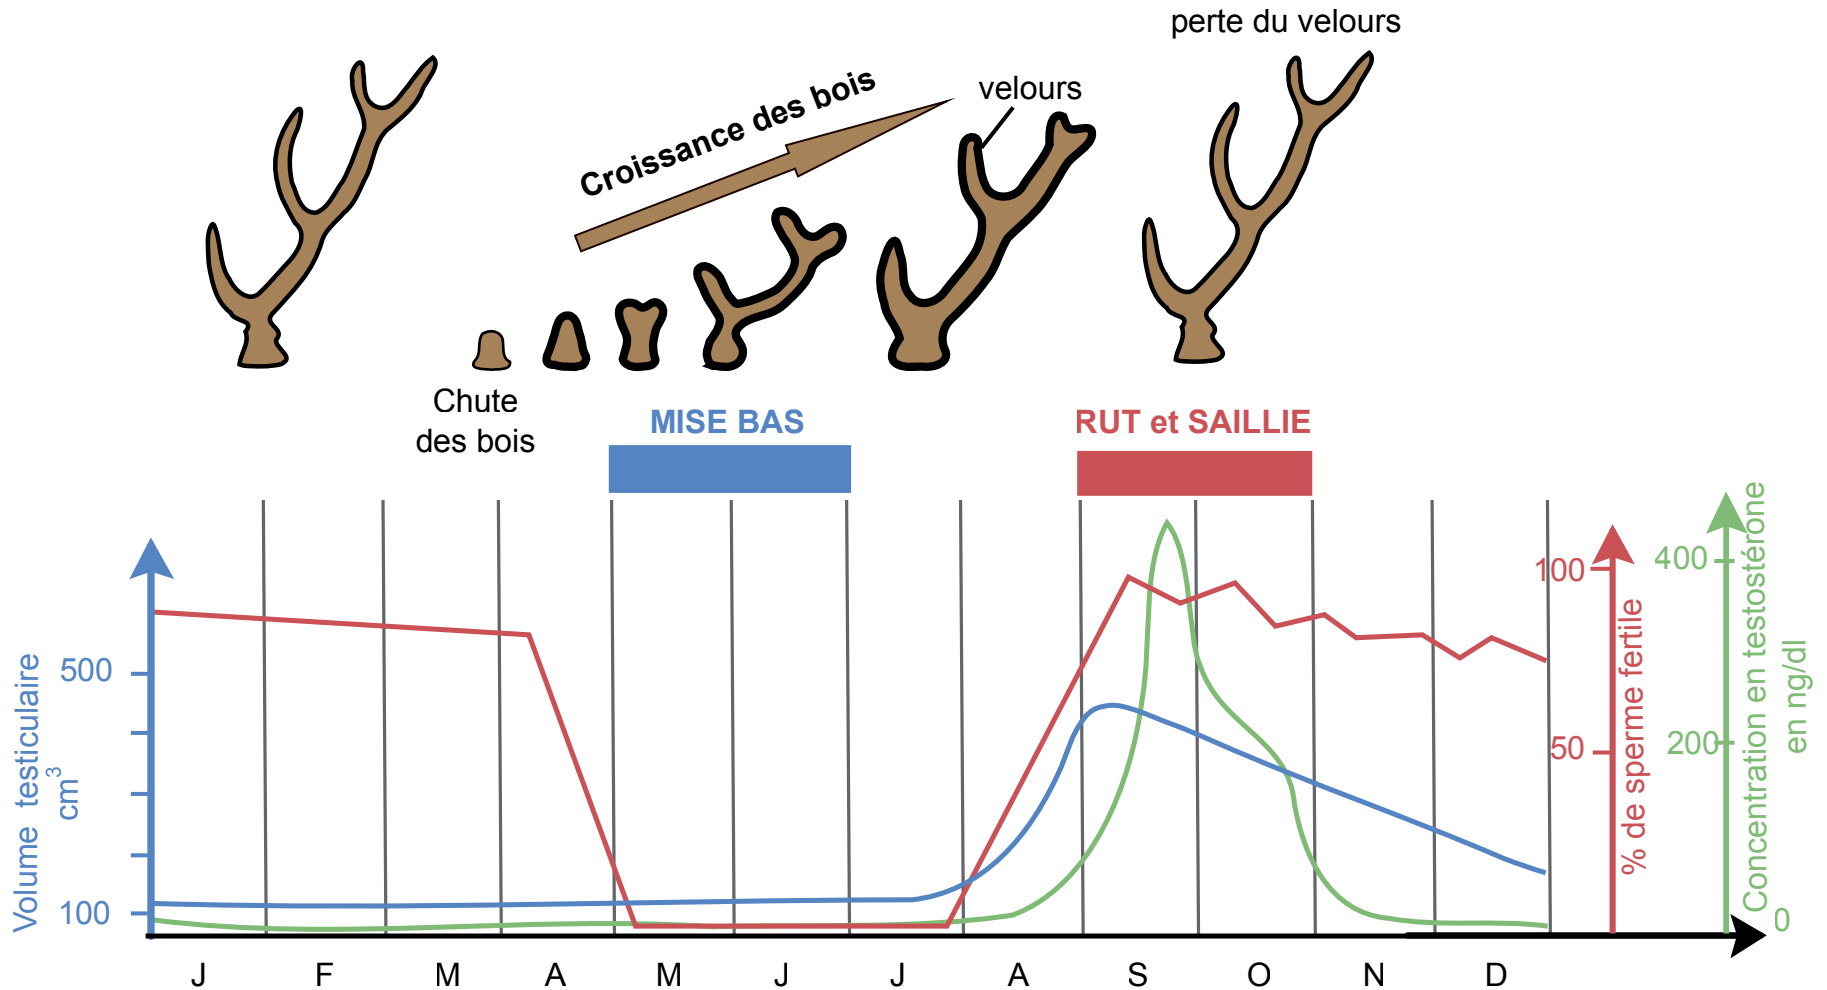 perte du velours
Croissance des bois
velours
Chute
des bois
MISE BAS
RUT et SAILLIE
Volume testiculaire
cm3
500
100
100
50
% de sperme fertile
400
200
0
Concentration en testostérone
en ng/dl
J F M A M J J A S O N D